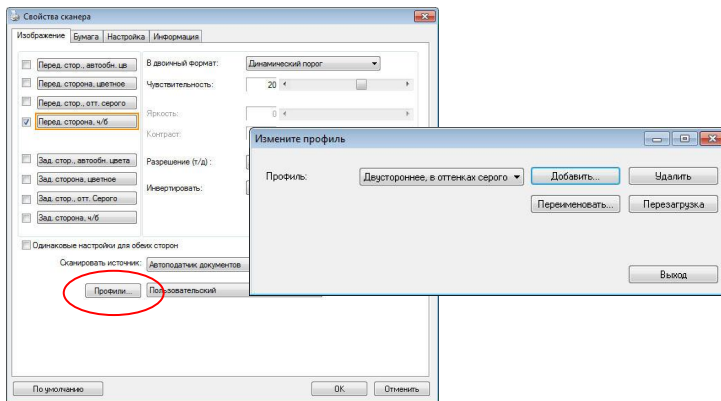 Свойства сканера
Изображение Бумага Настройка Информация
Перед. стор., автообн. цв
Перед. сторона, цветное
Перед. стор., отт. серого
Перед. сторона, ч/б
Зад. стор., автообн. цвета
Зад. сторона, цветное
Зад. стор., отт. Серого
Зад. сторона, ч/б
В двоичный формат: Динамический порог
Чувствительность: 20
Яркость: 0
Контраст:
Разрешение (т/д) :
Инвертировать:
Одинаковые настройки для обеих сторон
Сканировать источник: Автоподатчик документов
Профили... Пользовательский
По умолчанию OK Отменить
Измените профиль
Профиль: Двустороннее, в оттенках серого Добавить... Удалить
Переименовать... Перезагрузка
Выход